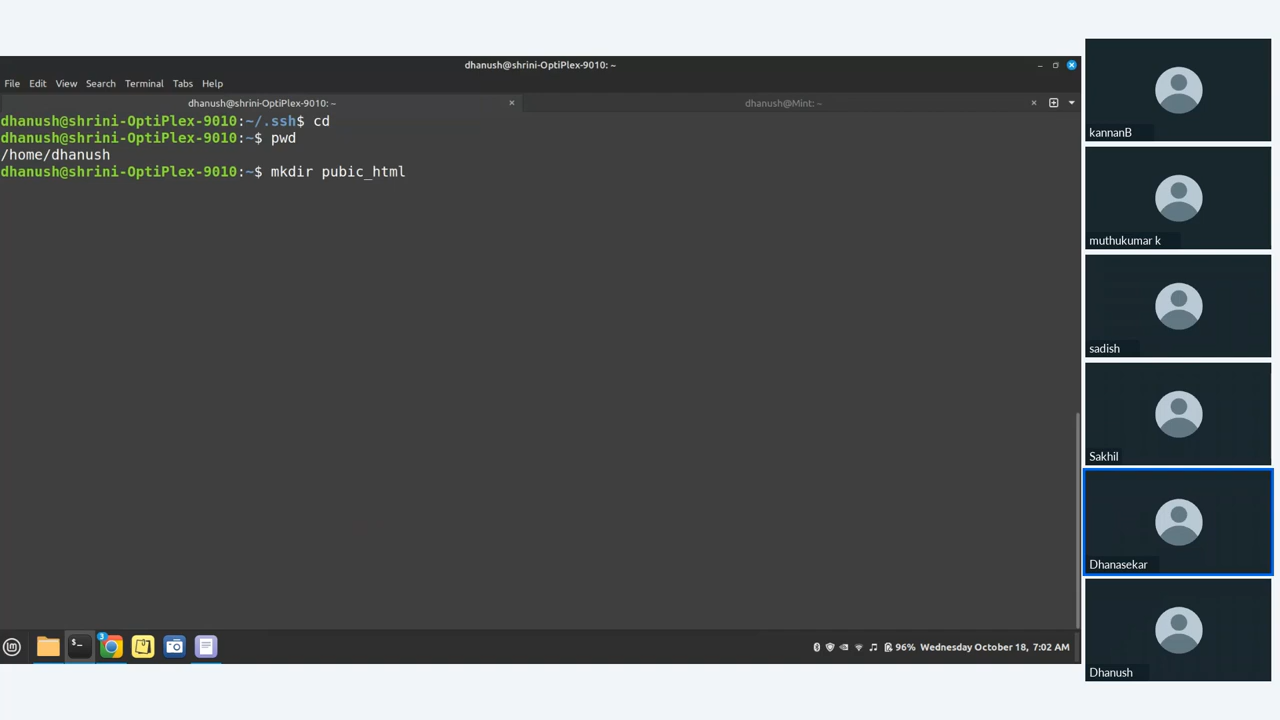 dhanush@shrini-OptiPlex-9010: ~
File Edit View Search Terminal Tabs Help
dhanush@shrini-OptiPlex-9010: ~
dhanush@Mint: ~
dhanush@shrini-OptiPlex-9010:~/.ssh$ cd
dhanush@shrini-OptiPlex-9010:~$ pwd
/home/dhanush
dhanush@shrini-OptiPlex-9010:~$ mkdir pubic_html
3
96% Wednesday October 18, 7:02 AM
kannanB
muthukumar k
sadish
Sakhil
Dhanasekar
Dhanush